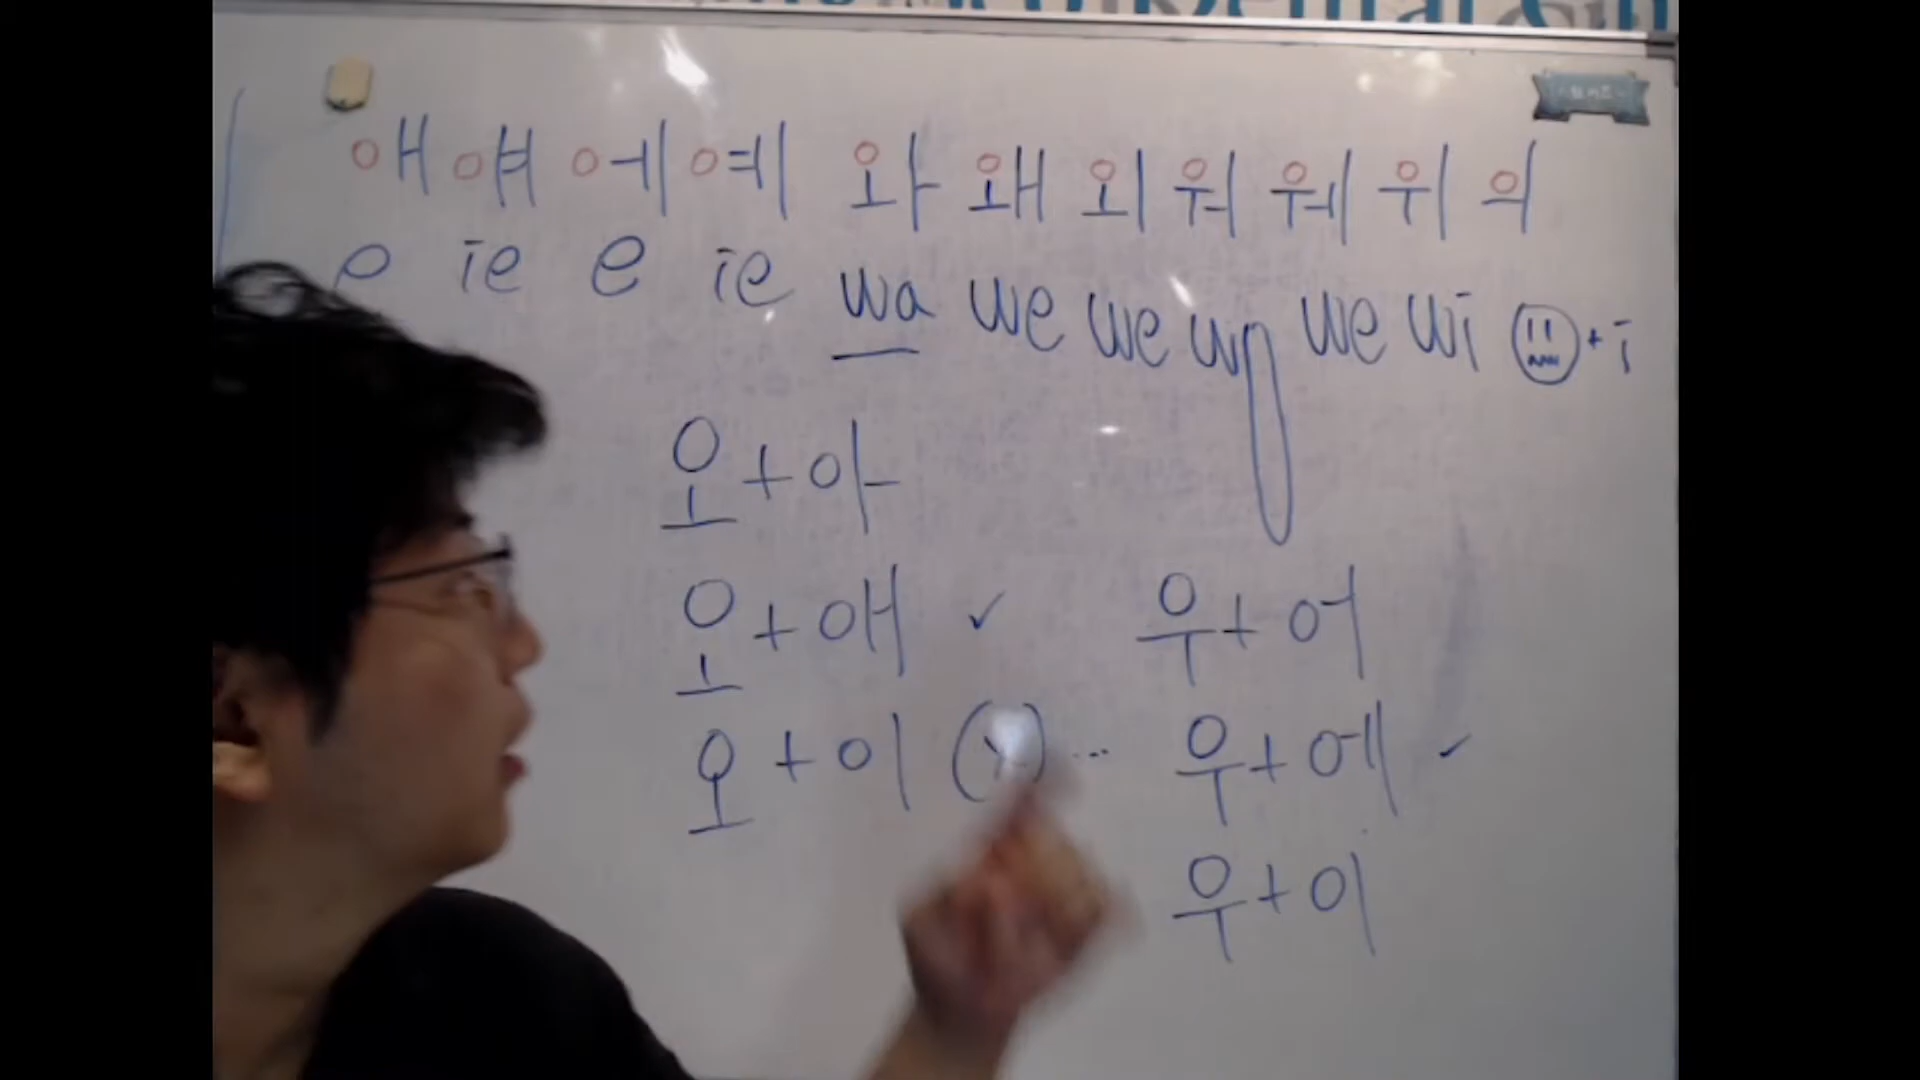 애 얘 에 예 와 왜 외 워 웨 위 의
e ie e ie wa we we we wi + i
오+아
오+애 ✓ 우+어
오+이 ( ) ... 우+에 ✓
우+이